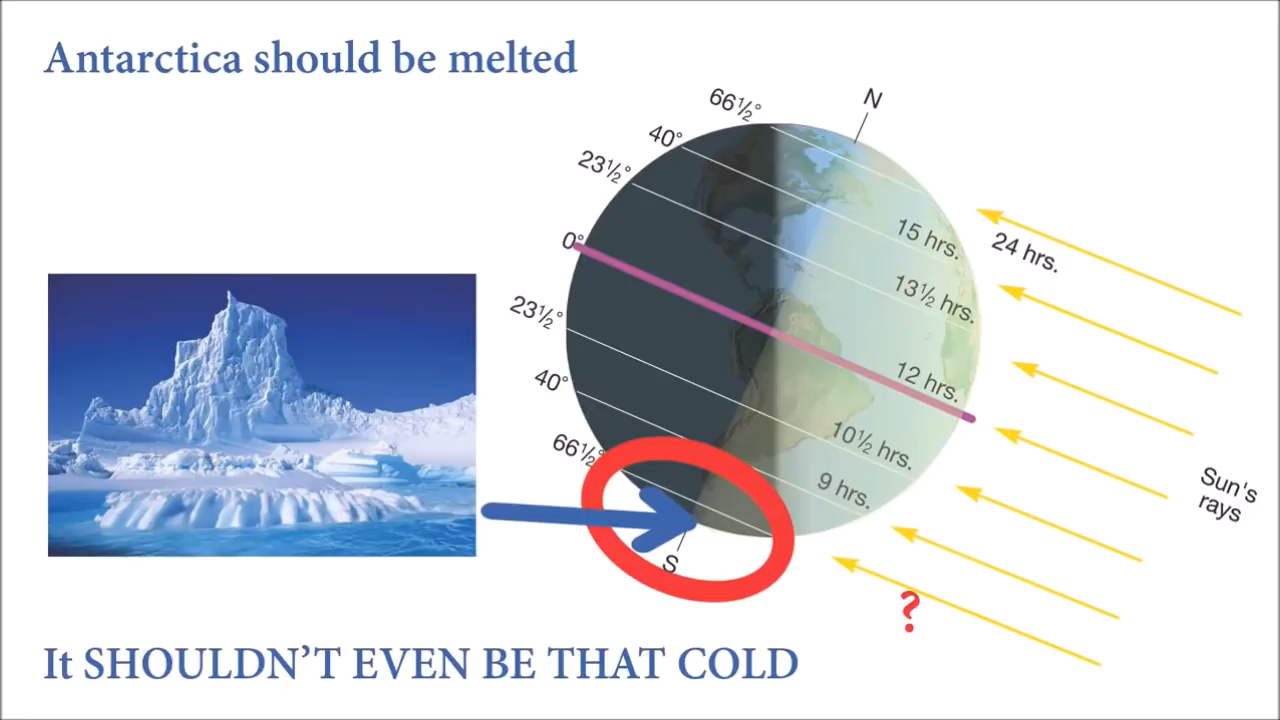 Antarctica should be melted
N
66½°
40°
23½°
0°
23½°
40°
66½°
S
24 hrs.
15 hrs.
13½ hrs.
12 hrs.
10½ hrs.
9 hrs.
Sun's
rays
?
It SHOULDN'T EVEN BE THAT COLD